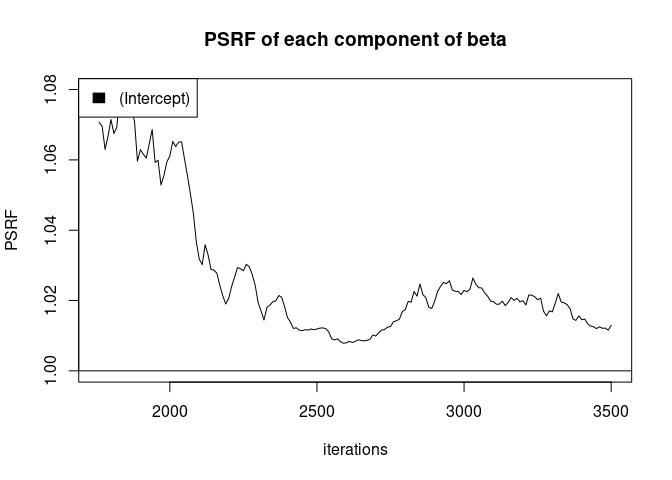 PSRF of each component of beta
(Intercept)
PSRF
1.08
1.06
1.04
1.02
1.00
2000
2500
3000
3500
iterations